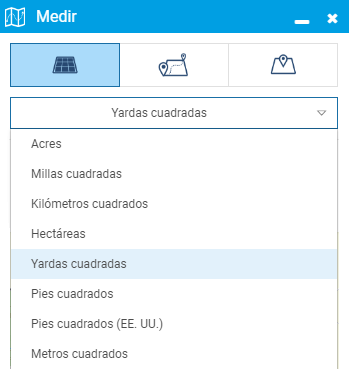 Medir
Yardas cuadradas
Acres
Millas cuadradas
Kilómetros cuadrados
Hectáreas
Yardas cuadradas
Pies cuadrados
Pies cuadrados (EE. UU.)
Metros cuadrados